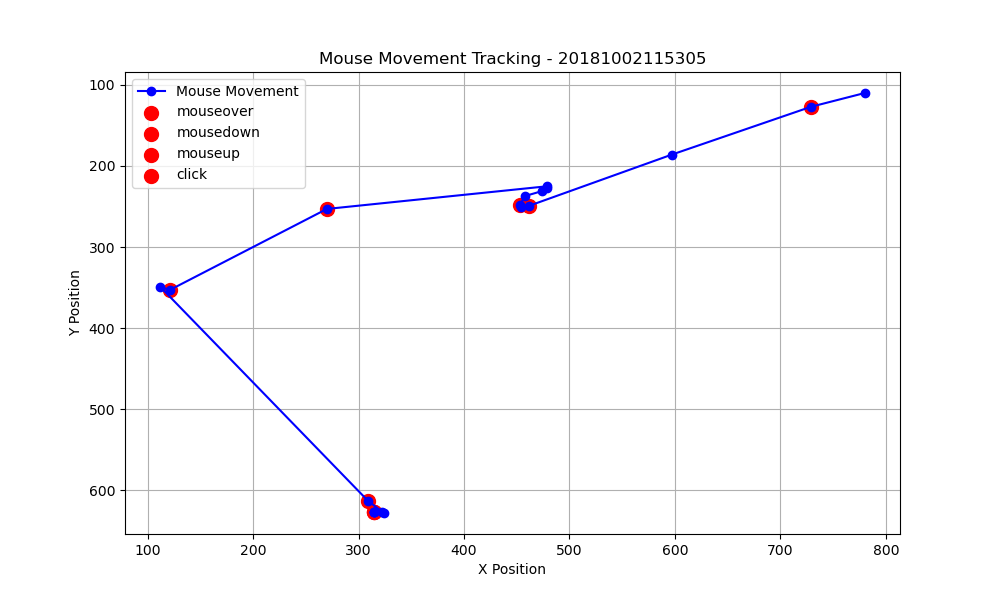 Mouse Movement Tracking - 20181002115305
Mouse Movement
mouseover
mousedown
mouseup
click
100
200
300
400
500
600
Y Position
100 200 300 400 500 600 700 800
X Position